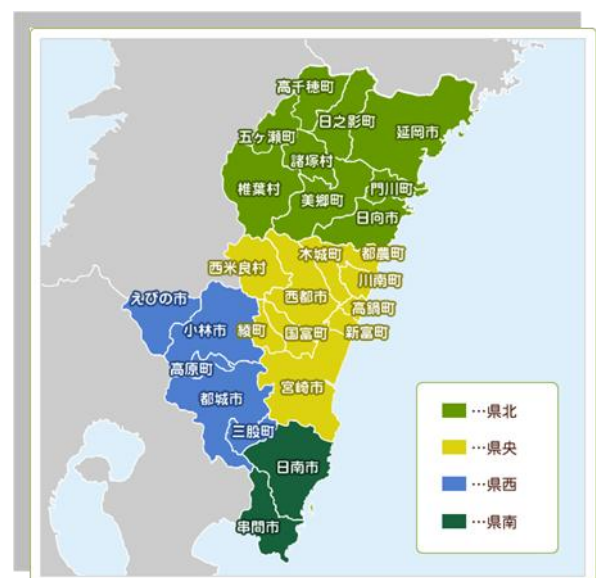 高千穂町
日之影町
延岡市
五ヶ瀬町
諸塚村
椎葉村
門川町
美郷町
日向市
木城町
都農町
西米良村
川南町
えびの市
西都市
高鍋町
小林市
綾町
国富町
新富町
高原町
宮崎市
都城市
三股町
日南市
串間市
…県北
…県央
…県西
…県南